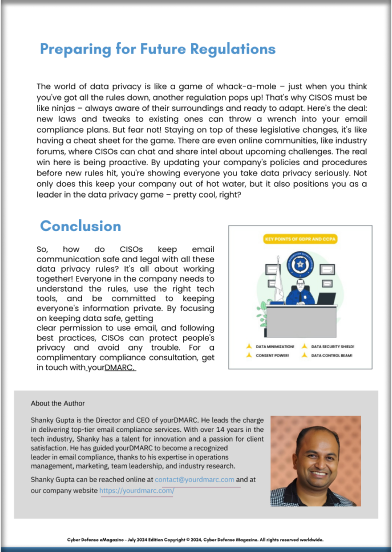 Preparing for Future Regulations
The world of data privacy is like a game of whack-a-mole – just when you think
you've got all the rules down, another regulation pops up! That's why CISOS must be
like ninjas – always aware of their surroundings and ready to adapt. Here's the deal:
new laws and tweaks to existing ones can throw a wrench into your email
compliance plans. But fear not! Staying on top of these legislative changes, it's like
having a cheat sheet for the game. There are even online communities, like industry
forums, where CISOs can chat and share intel about upcoming challenges. The real
win here is being proactive. By updating your company's policies and procedures
before new rules hit, you're showing everyone you take data privacy seriously. Not
only does this keep your company out of hot water, but it also positions you as a
leader in the data privacy game – pretty cool, right?
Conclusion
So, how do CISOs keep email
communication safe and legal with all these
data privacy rules? It's all about working
together! Everyone in the company needs to
understand the rules, use the right tech
tools, and be committed to keeping
everyone's information private. By focusing
on keeping data safe, getting
clear permission to use email, and following
best practices, CISOs can protect people's
privacy and avoid any trouble. For a
complimentary compliance consultation, get
in touch with yourDMARC.
KEY POINTS OF GDPR AND CCPA
DATA MINIMIZATION!
DATA SECURITY SHIELD!
CONSENT POWER!
DATA CONTROL BEAM!
About the Author
Shanky Gupta is the Director and CEO of yourDMARC. He leads the charge
in delivering top-tier email compliance services. With over 14 years in the
tech industry, Shanky has a talent for innovation and a passion for client
satisfaction. He has guided yourDMARC to become a recognized
leader in email compliance, thanks to his expertise in operations
management, marketing, team leadership, and industry research.
Shanky Gupta can be reached online at contact@yourdmarc.com and at
our company website https://yourdmarc.com/
Cyber Defense eMagazine – July 2024 Edition Copyright © 2024, Cyber Defense Magazine. All rights reserved worldwide.